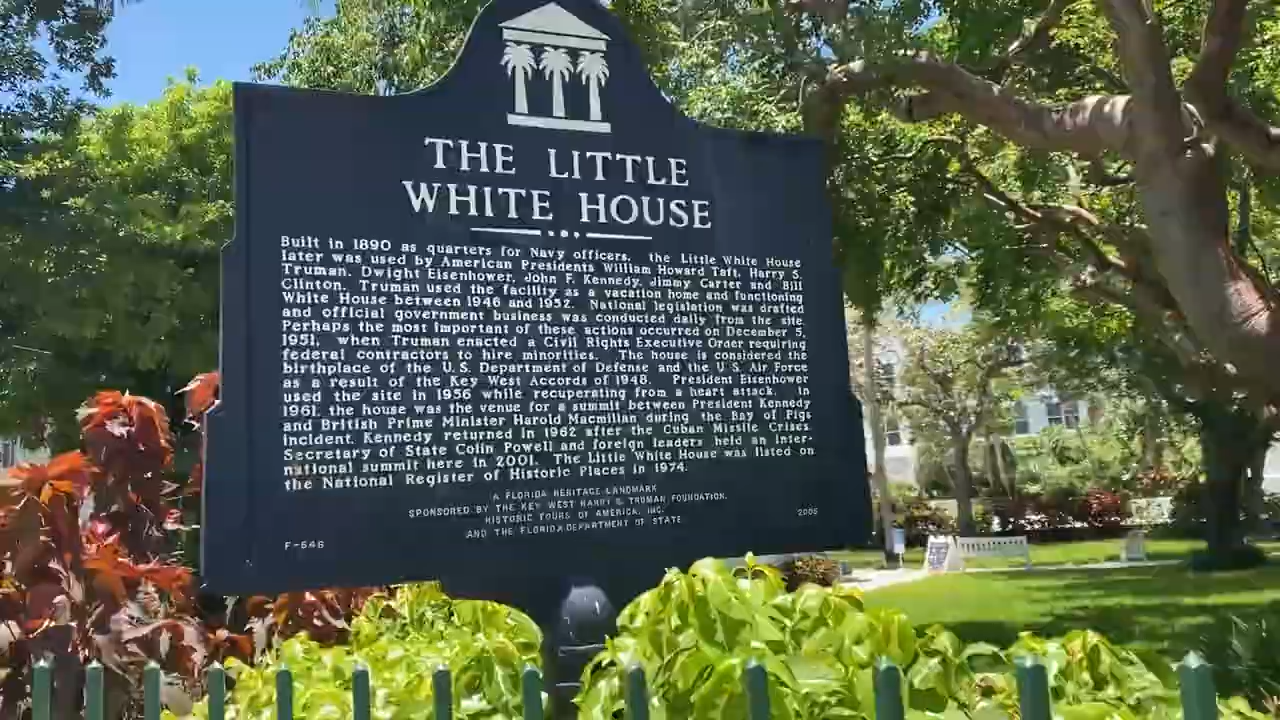 THE LITTLE
WHITE HOUSE
Built in 1890 as quarters for Navy officers, the Little White House
later was used by American Presidents William Howard Taft, Harry S.
Truman, Dwight Eisenhower, John F. Kennedy, Jimmy Carter and Bill
Clinton. Truman used the facility as a vacation home and functioning
White House between 1946 and 1952. National legislation was drafted
and official government business was conducted daily from the site.
Perhaps the most important of these actions occurred on December 5,
1951, when Truman enacted a Civil Rights Executive Order requiring
federal contractors to hire minorities. The house is considered the
birthplace of the U.S. Department of Defense and the U.S. Air Force
as a result of the Key West Accords of 1948. President Eisenhower
used the site in 1956 while recuperating from a heart attack. In
1961, the house was the venue for a summit between President Kennedy
and British Prime Minister Harold Macmillan during the Bay of Pigs
incident. Kennedy returned in 1962 after the Cuban Missile Crises.
Secretary of State Colin Powell and foreign leaders held an inter-
national summit here in 2001. The Little White House was listed on
the National Register of Historic Places in 1974.
A FLORIDA HERITAGE LANDMARK
SPONSORED BY THE KEY WEST HARRY S. TRUMAN FOUNDATION,
HISTORIC TOURS OF AMERICA, INC.
AND THE FLORIDA DEPARTMENT OF STATE
F-546
2005